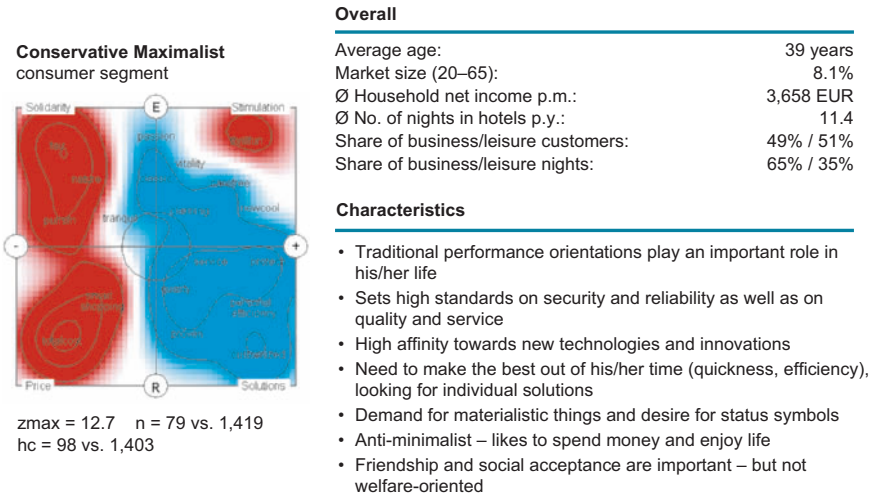 Conservative Maximalist
consumer segment
Solidarity
E
Stimulation
passion
vitality
tranquil
-
+
Price
R
Solutions
zmax = 12.7 n = 79 vs. 1,419
hc = 98 vs. 1,403
Overall
Average age: 39 years
Market size (20–65): 8.1%
Ø Household net income p.m.: 3,658 EUR
Ø No. of nights in hotels p.y.: 11.4
Share of business/leisure customers: 49% / 51%
Share of business/leisure nights: 65% / 35%
Characteristics
• Traditional performance orientations play an important role in
his/her life
• Sets high standards on security and reliability as well as on
quality and service
• High affinity towards new technologies and innovations
• Need to make the best out of his/her time (quickness, efficiency),
looking for individual solutions
• Demand for materialistic things and desire for status symbols
• Anti-minimalist – likes to spend money and enjoy life
• Friendship and social acceptance are important – but not
welfare-oriented